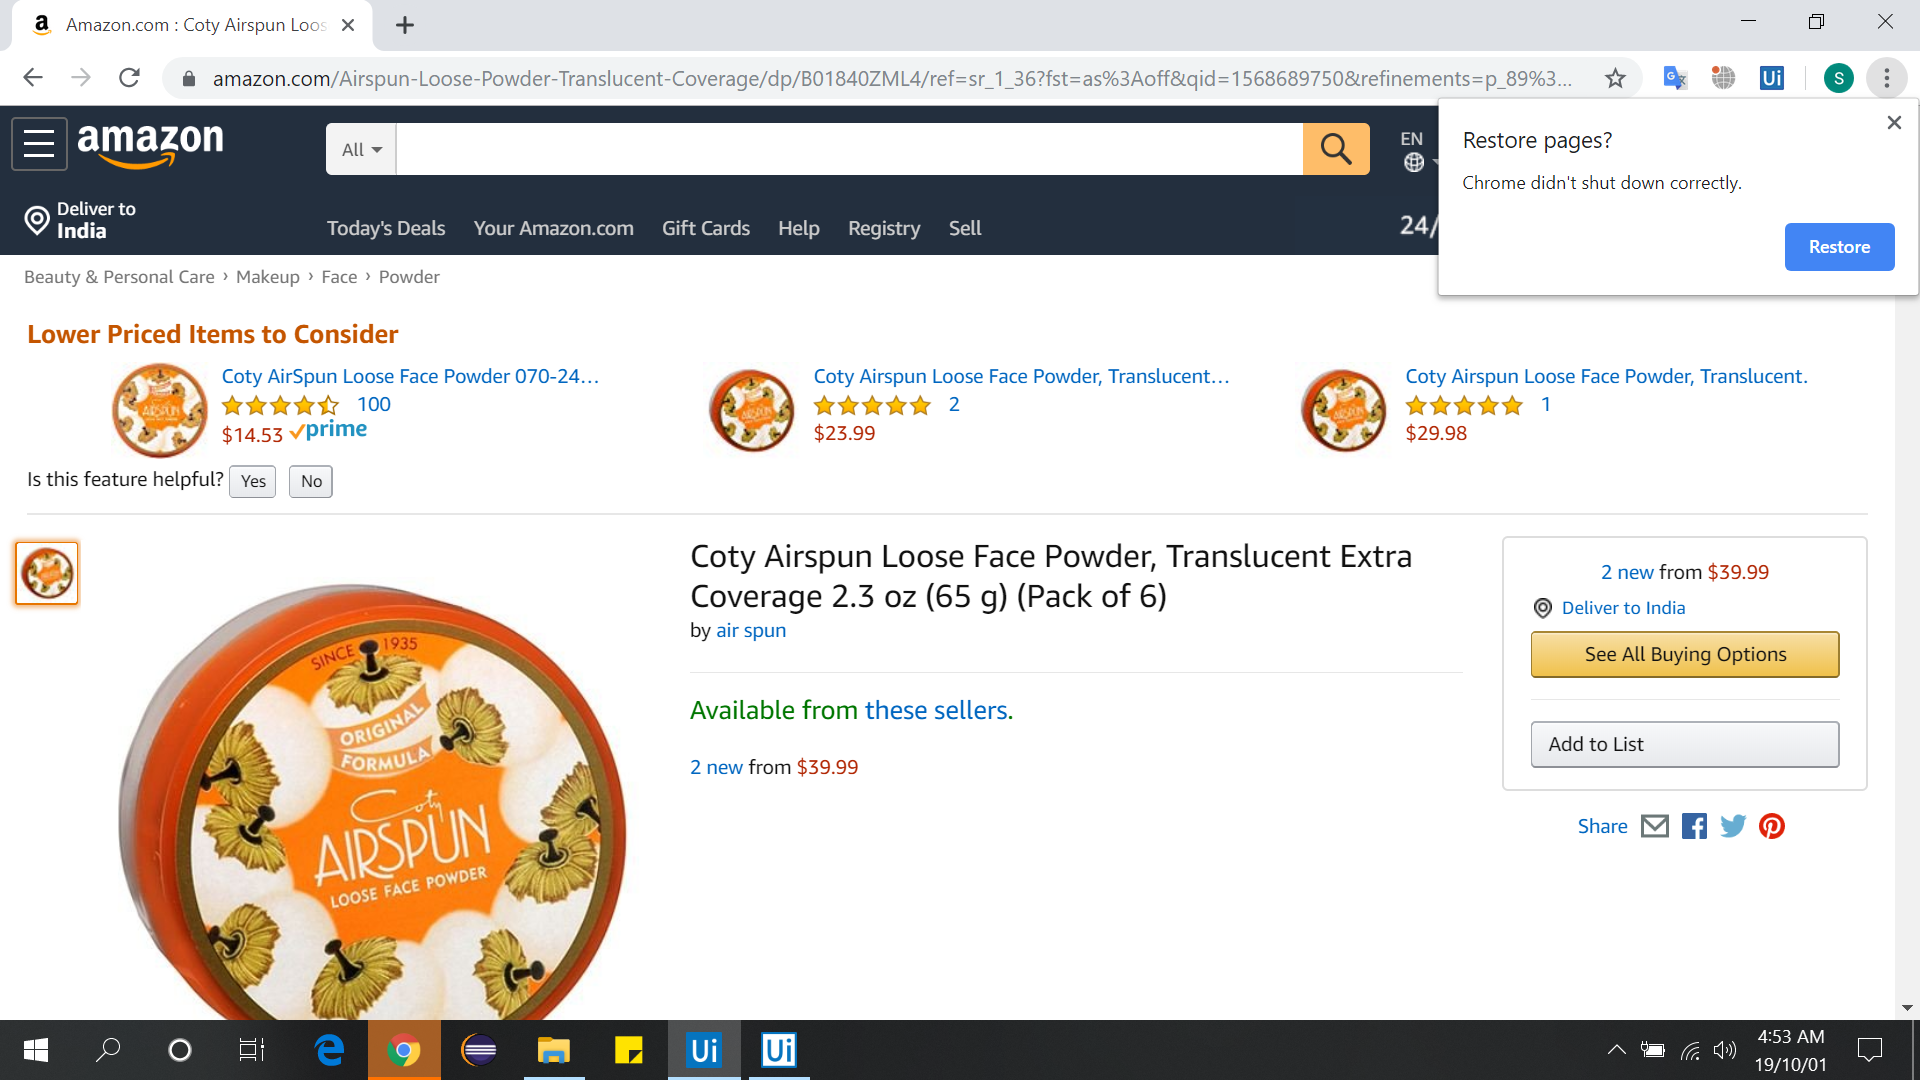 Amazon.com : Coty Airspun Loos
amazon.com/Airspun-Loose-Powder-Translucent-Coverage/dp/B01840ZML4/ref=sr_1_36?fst=as%3Aoff&qid=1568689750&refinements=p_89%3...
S
Restore pages?
Chrome didn't shut down correctly.
Restore
amazon
All
EN
Deliver to
India
Today's Deals Your Amazon.com Gift Cards Help Registry Sell
24/
Beauty & Personal Care › Makeup › Face › Powder
Lower Priced Items to Consider
Coty AirSpun Loose Face Powder 070-24...
100
$14.53 prime
Coty Airspun Loose Face Powder, Translucent...
2
$23.99
Coty Airspun Loose Face Powder, Translucent.
1
$29.98
Is this feature helpful? Yes No
SINCE 1935
ORIGINAL
FORMULA
Coty
AIRSPUN
LOOSE FACE POWDER
Coty Airspun Loose Face Powder, Translucent Extra
Coverage 2.3 oz (65 g) (Pack of 6)
by air spun
Available from these sellers.
2 new from $39.99
2 new from $39.99
Deliver to India
See All Buying Options
Add to List
Share
Ui
Ui
4:53 AM
19/10/01